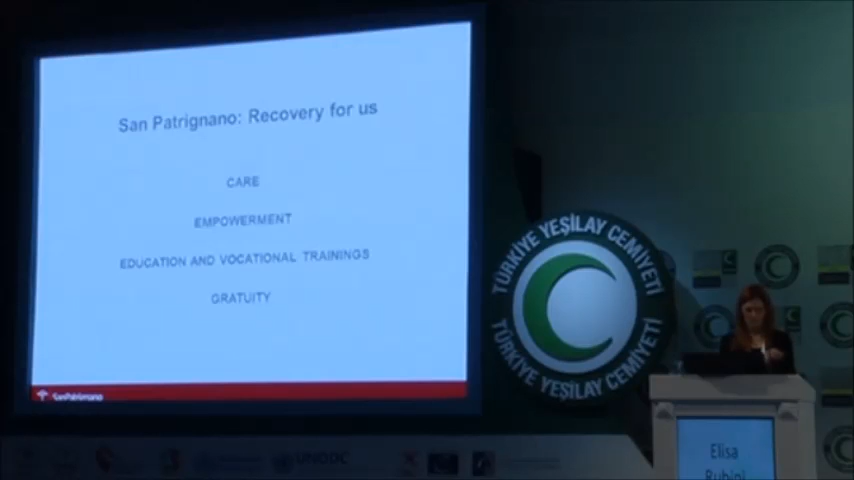 San Patrignano: Recovery for us
CARE
EMPOWERMENT
EDUCATION AND VOCATIONAL TRAININGS
GRATUITY
SanPatrignano
TÜRKİYE YEŞİLAY CEMİYETİ
TÜRKİYE YEŞİLAY CEMİYETİ
UNODC
Elisa
Rubini